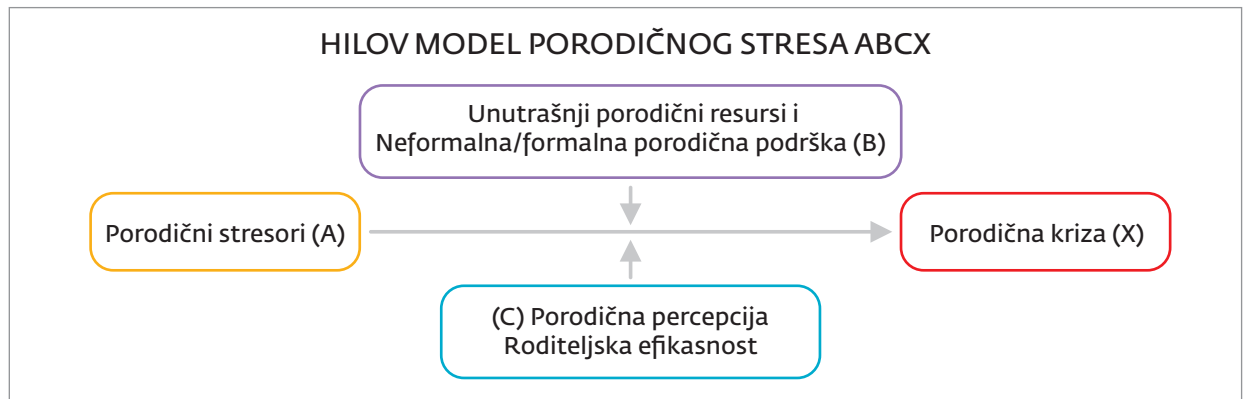 HILOV MODEL PORODIČNOG STRESA ABCX
Unutrašnji porodični resursi i
Neformalna/formalna porodična podrška (B)
Porodični stresori (A)
Porodična kriza (X)
(C) Porodična percepcija
Roditeljska efikasnost